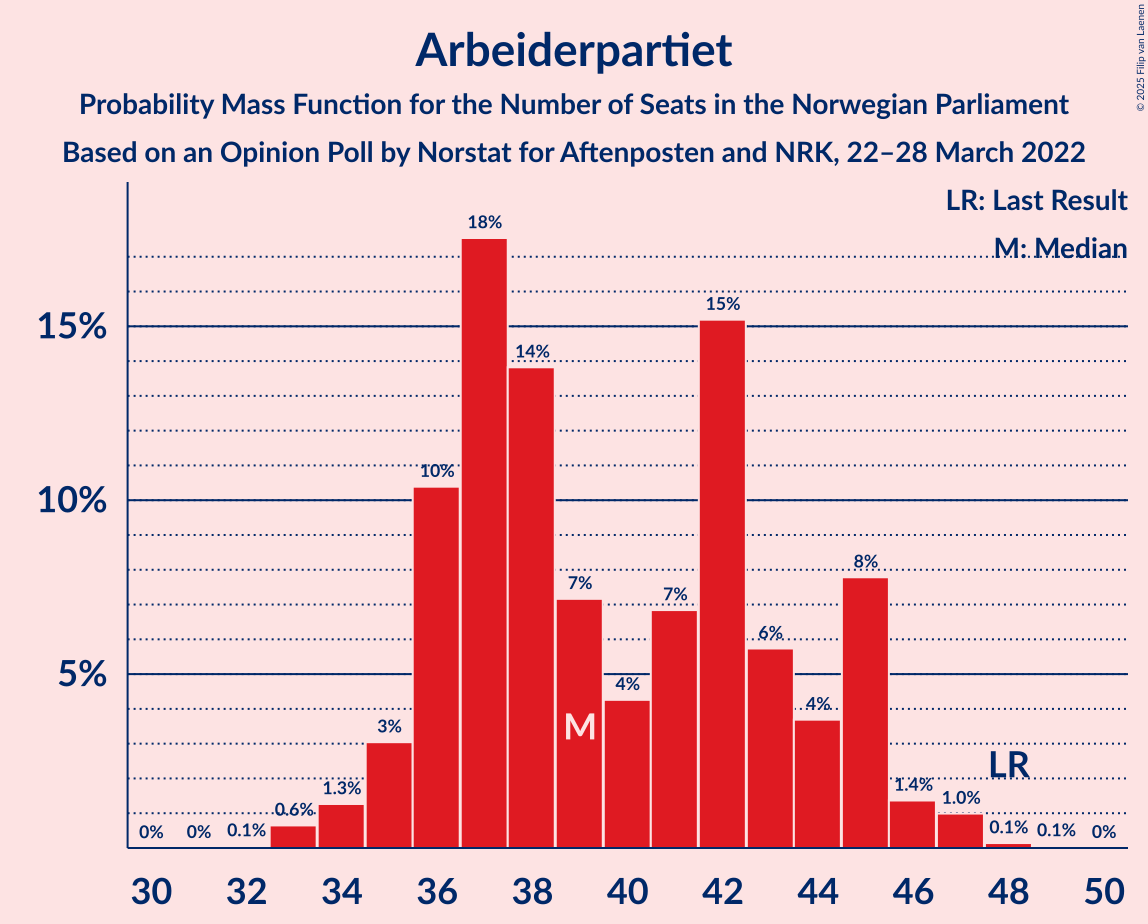 Arbeiderpartiet
Probability Mass Function for the Number of Seats in the Norwegian Parliament
Based on an Opinion Poll by Norstat for Aftenposten and NRK, 22–28 March 2022
© 2025 Filip van Laenen
LR: Last Result
M: Median
15%
10%
5%
0%
0%
0.1%
0.6%
1.3%
3%
10%
18%
14%
7%
4%
7%
15%
6%
4%
8%
1.4%
1.0%
0.1%
0.1%
0%
M
LR
30 32 34 36 38 40 42 44 46 48 50